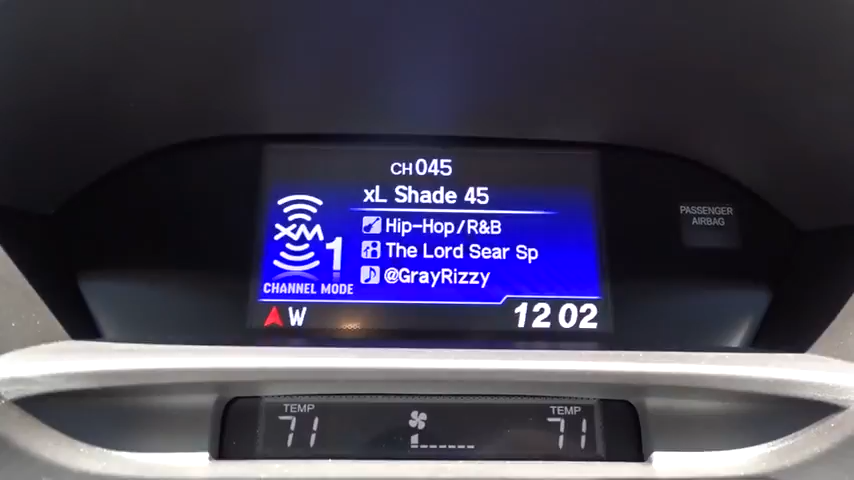 CH 045
xL Shade 45
XM 1
Hip-Hop/R&B
The Lord Sear Sp
@GrayRizzy
CHANNEL MODE
W
12 02
PASSENGER
AIRBAG
TEMP
71
TEMP
71